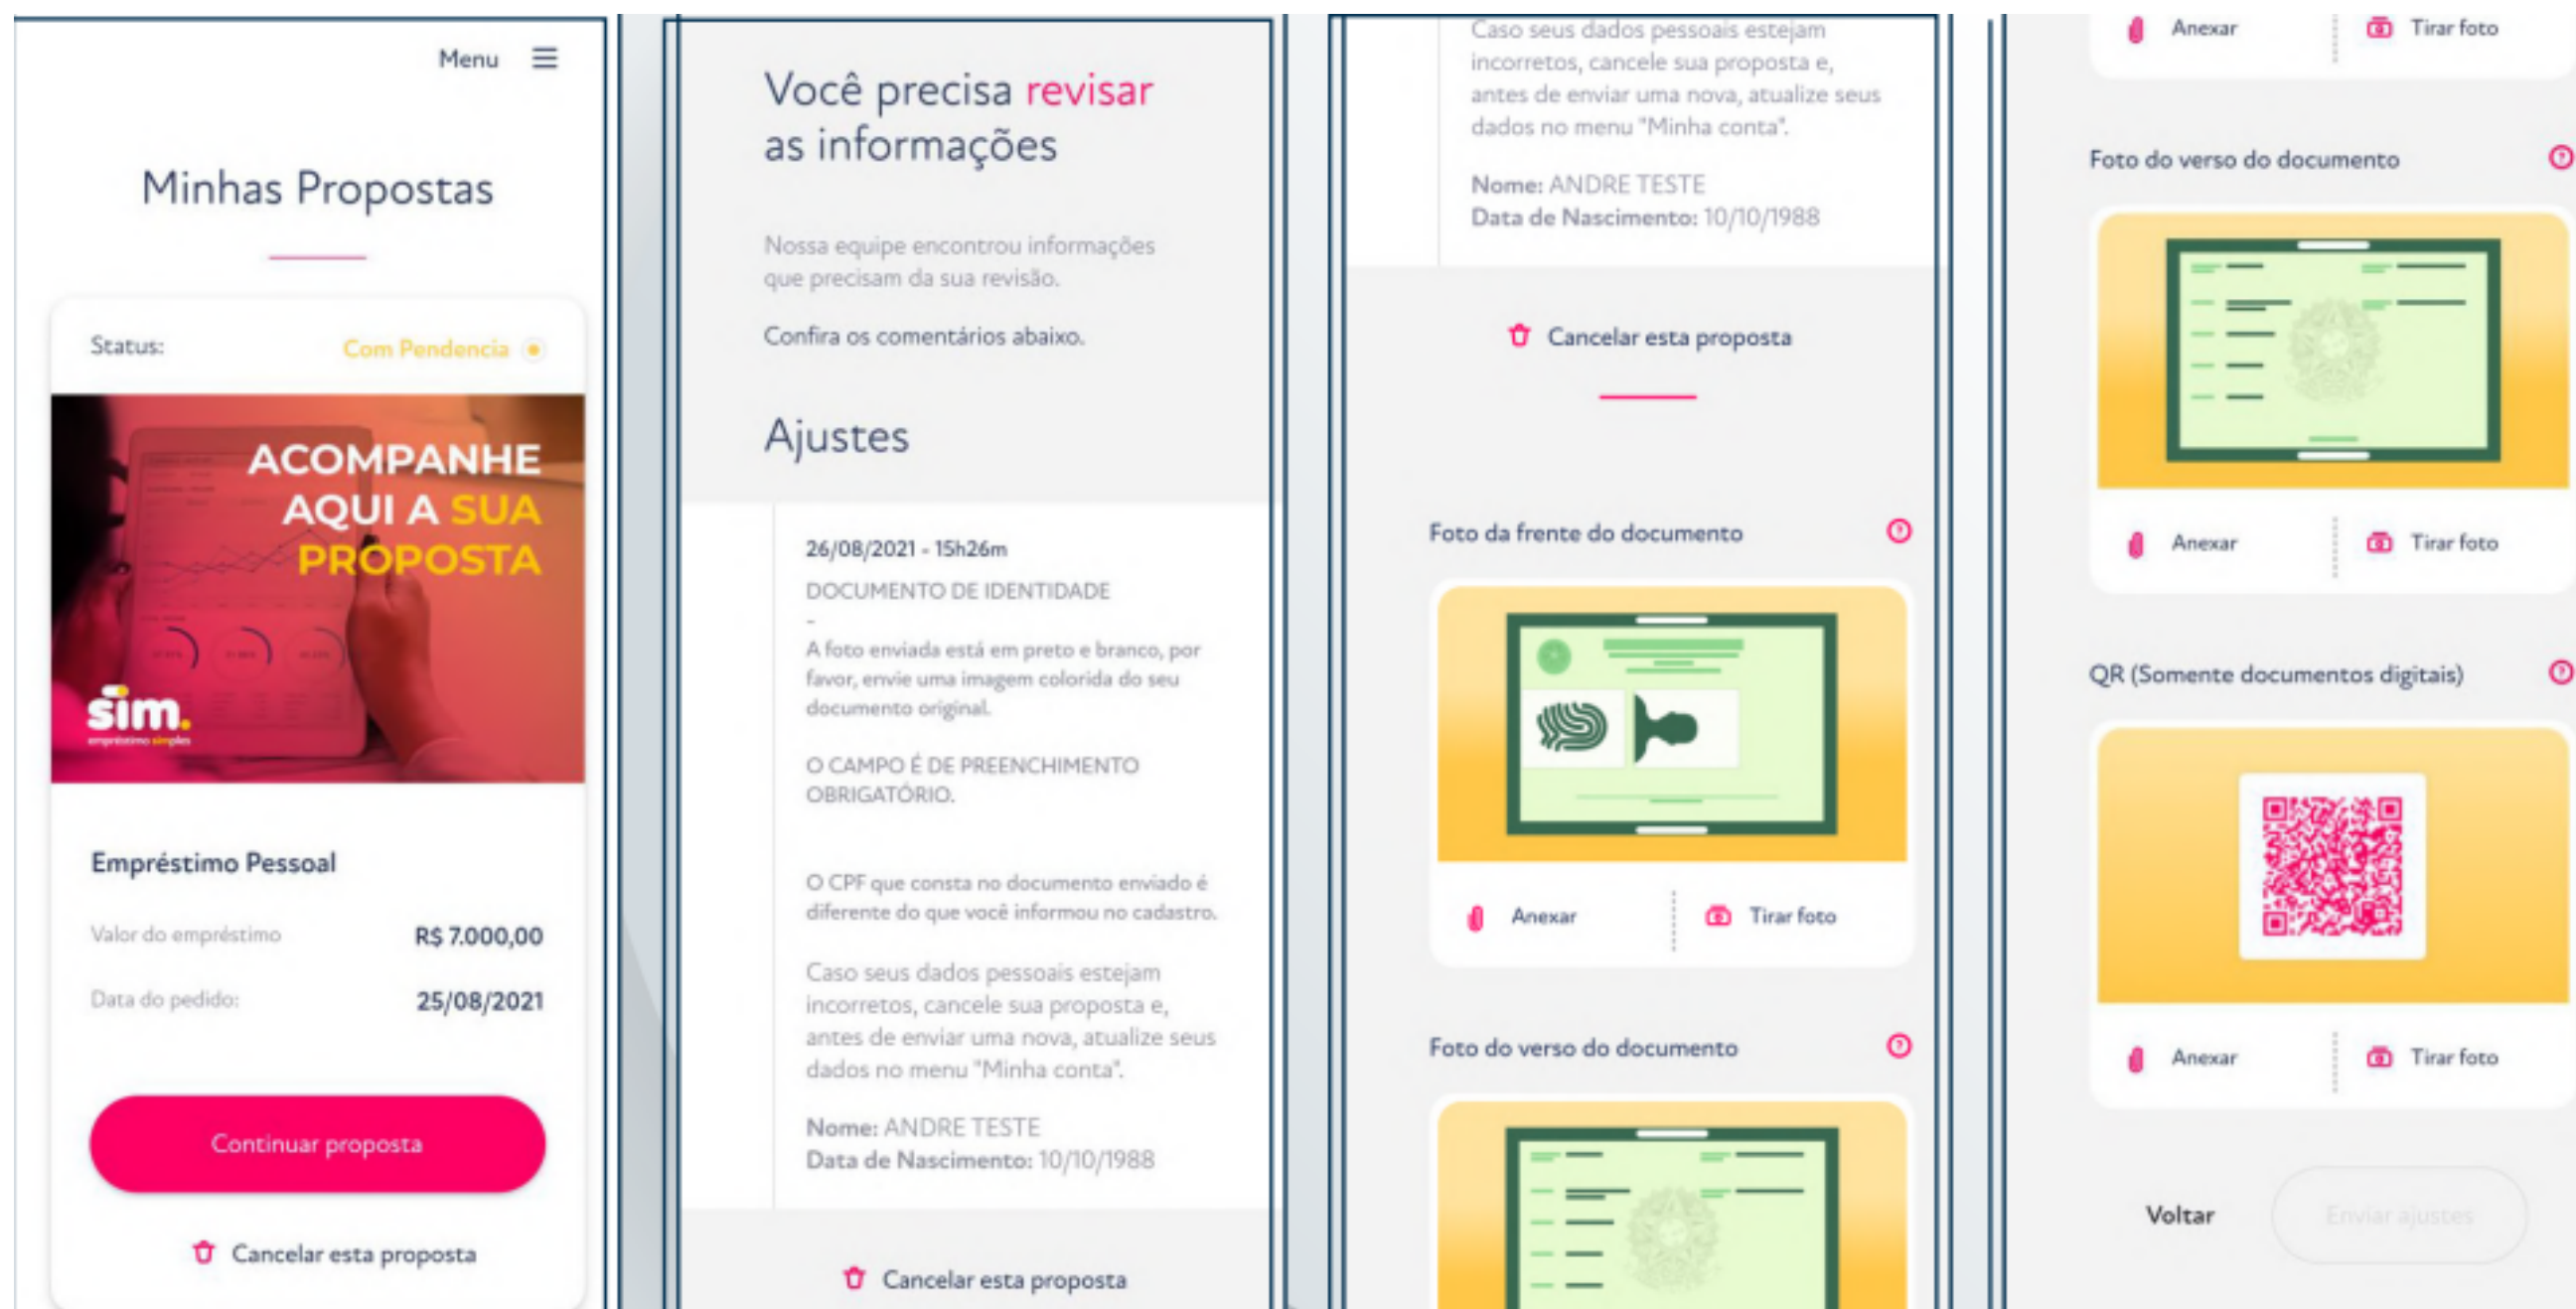 Menu
Minhas Propostas
Status:
Com Pendencia
ACOMPANHE
AQUI A SUA
PROPOSTA
sim.
empréstimo simples
Empréstimo Pessoal
Valor do empréstimo
R$ 7.000,00
Data do pedido:
25/08/2021
Continuar proposta
Cancelar esta proposta
Você precisa revisar
as informações
Nossa equipe encontrou informações
que precisam da sua revisão.
Confira os comentários abaixo.
Ajustes
26/08/2021 - 15h26m
DOCUMENTO DE IDENTIDADE
-
A foto enviada está em preto e branco, por
favor, envie uma imagem colorida do seu
documento original.
O CAMPO É DE PREENCHIMENTO
OBRIGATÓRIO.
O CPF que consta no documento enviado é
diferente do que você informou no cadastro.
Caso seus dados pessoais estejam
incorretos, cancele sua proposta e,
antes de enviar uma nova, atualize seus
dados no menu "Minha conta".
Nome: ANDRE TESTE
Data de Nascimento: 10/10/1988
Cancelar esta proposta
Caso seus dados pessoais estejam
incorretos, cancele sua proposta e,
antes de enviar uma nova, atualize seus
dados no menu "Minha conta".
Nome: ANDRE TESTE
Data de Nascimento: 10/10/1988
Cancelar esta proposta
Foto da frente do documento
Anexar
Tirar foto
Foto do verso do documento
Anexar
Tirar foto
Foto do verso do documento
Anexar
Tirar foto
QR (Somente documentos digitais)
Anexar
Tirar foto
Voltar
Enviar ajustes